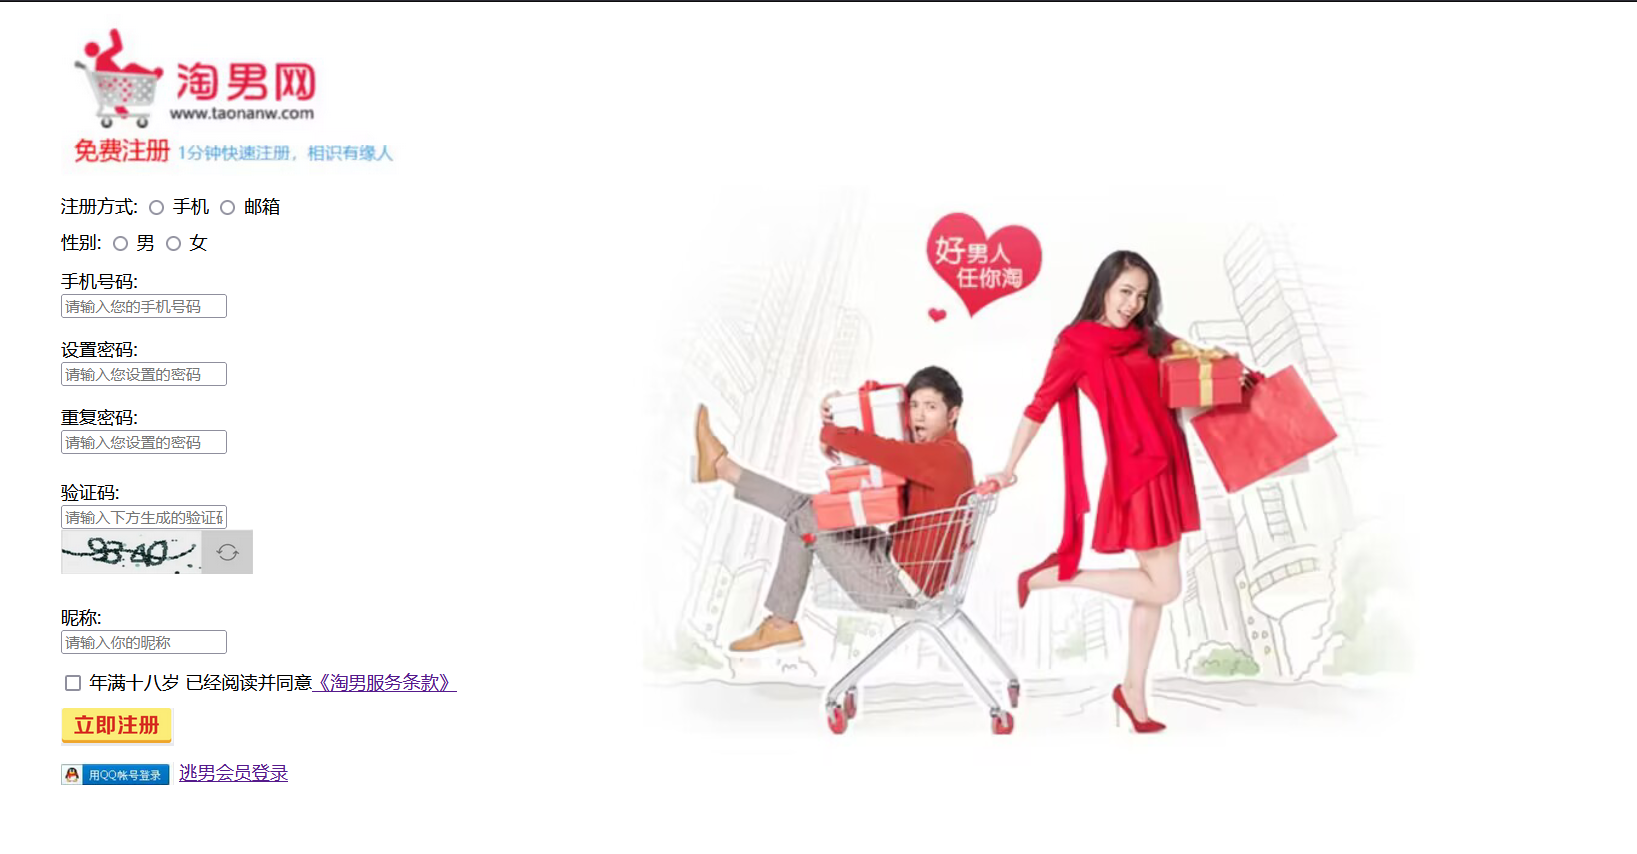 淘男网
www.taonanw.com
免费注册 1分钟快速注册，相识有缘人
注册方式: 手机 邮箱
性别: 男 女
手机号码:
请输入您的手机号码
设置密码:
请输入您设置的密码
重复密码:
请输入您设置的密码
验证码:
请输入下方生成的验证码
昵称:
请输入你的昵称
年满十八岁 已经阅读并同意《淘男服务条款》
立即注册
用QQ帐号登录 逃男会员登录
好男人
任你淘